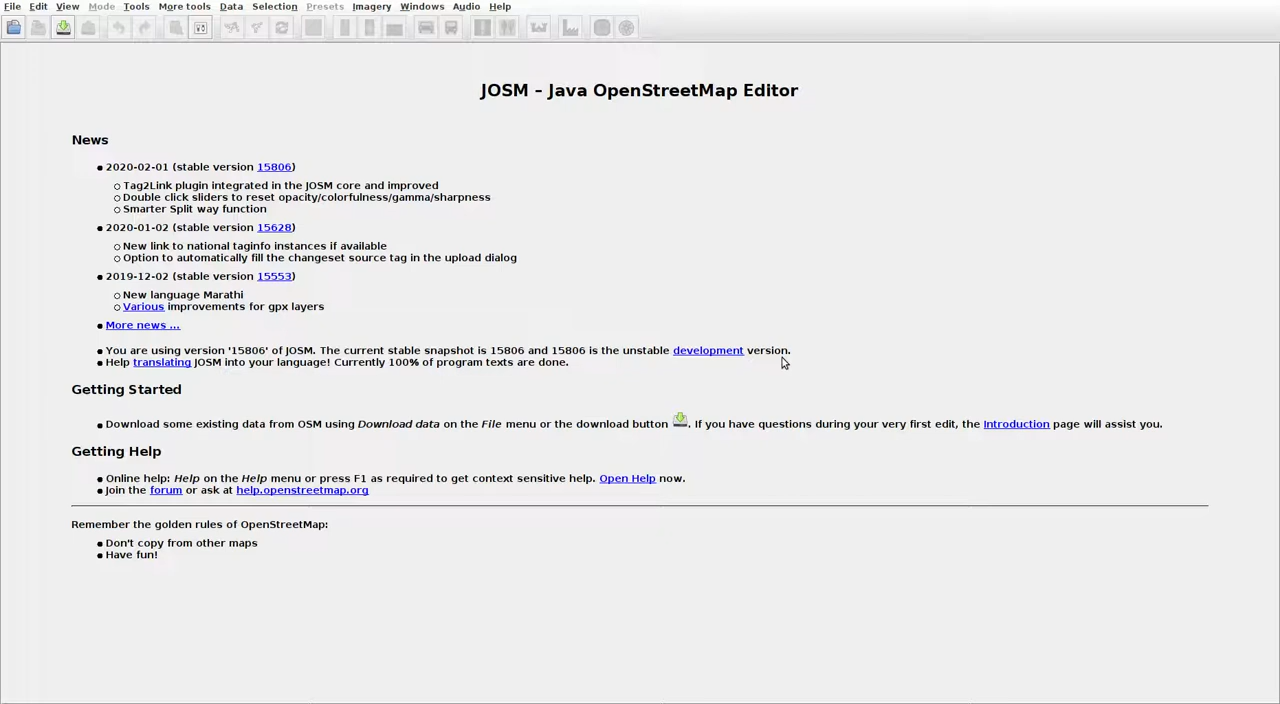 File Edit View Mode Tools More tools Data Selection Presets Imagery Windows Audio Help
JOSM – Java OpenStreetMap Editor
News
2020-02-01 (stable version 15806)
Tag2Link plugin integrated in the JOSM core and improved
Double click sliders to reset opacity/colorfulness/gamma/sharpness
Smarter Split way function
2020-01-02 (stable version 15628)
New link to national taginfo instances if available
Option to automatically fill the changeset source tag in the upload dialog
2019-12-02 (stable version 15553)
New language Marathi
Various improvements for gpx layers
More news ...
You are using version '15806' of JOSM. The current stable snapshot is 15806 and 15806 is the unstable development version.
Help translating JOSM into your language! Currently 100% of program texts are done.
Getting Started
Download some existing data from OSM using Download data on the File menu or the download button . If you have questions during your very first edit, the Introduction page will assist you.
Getting Help
Online help: Help on the Help menu or press F1 as required to get context sensitive help. Open Help now.
Join the forum or ask at help.openstreetmap.org
Remember the golden rules of OpenStreetMap:
Don't copy from other maps
Have fun!